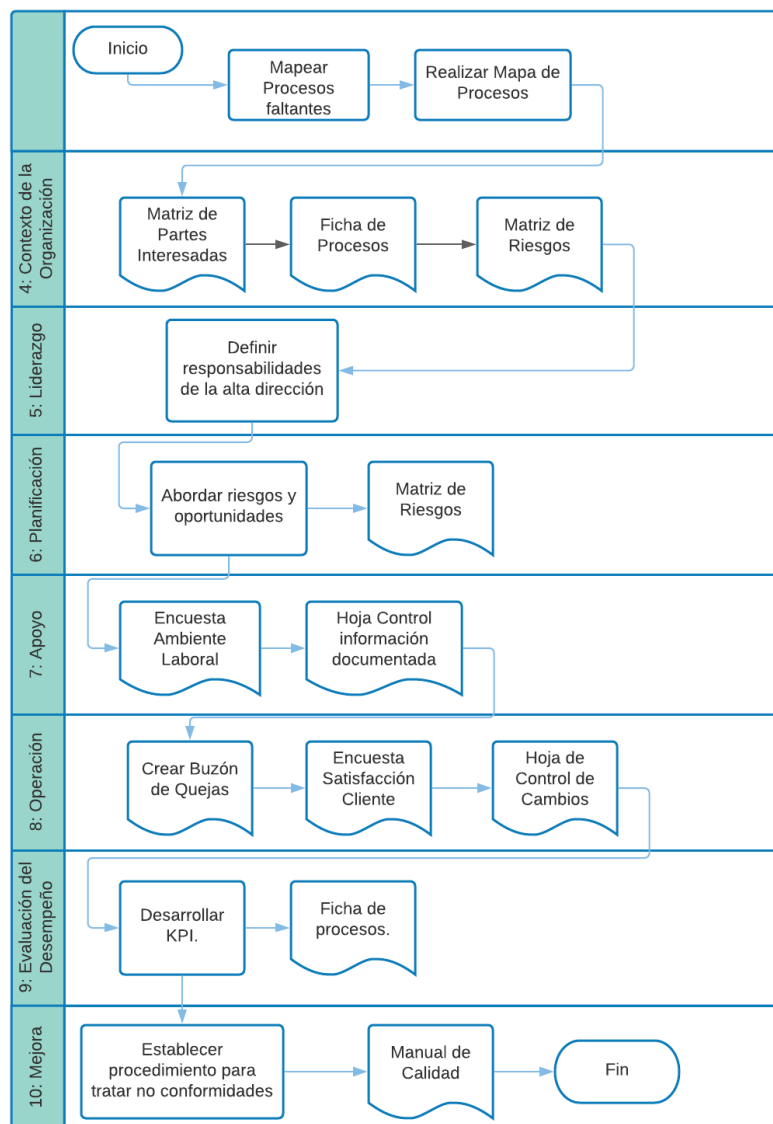 Inicio
Mapear
Procesos
faltantes
Realizar Mapa de
Procesos
4: Contexto de la
Organización
Matriz de
Partes
Interesadas
Ficha de
Procesos
Matriz de
Riesgos
5: Liderazgo
Definir
responsabilidades
de la alta dirección
6: Planificación
Abordar riesgos y
oportunidades
Matriz de
Riesgos
7: Apoyo
Encuesta
Ambiente
Laboral
Hoja Control
información
documentada
8: Operación
Crear Buzón
de Quejas
Encuesta
Satisfacción
Cliente
Hoja de
Control de
Cambios
9: Evaluación del
Desempeño
Desarrollar
KPI.
Ficha de
procesos.
10: Mejora
Establecer
procedimiento para
tratar no conformidades
Manual de
Calidad
Fin